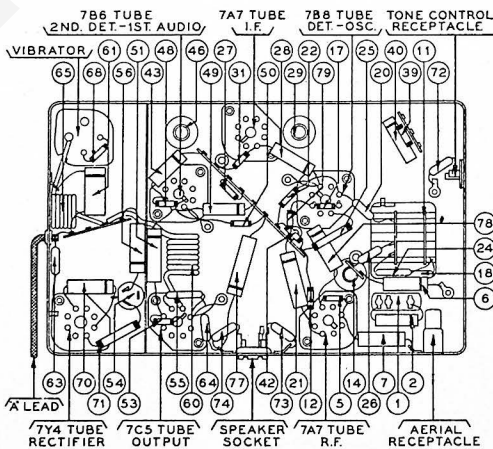 7B6 TUBE
2ND. DET.-1ST. AUDIO
7A7 TUBE
I.F.
7B8 TUBE
DET.-OSC.
TONE CONTROL
RECEPTACLE
VIBRATOR
61 51 48 46 27 28 22 17 25 40 11
65 68 56 43 49 31 50 29 79 20 39 72
78
24
18
6
63 70 54 55 64 77 42 21 5 14 7 2
71 53 60 74 73 12 26 1
"A" LEAD
7Y4 TUBE
RECTIFIER
7C5 TUBE
OUTPUT
SPEAKER
SOCKET
7A7 TUBE
R.F.
AERIAL
RECEPTACLE